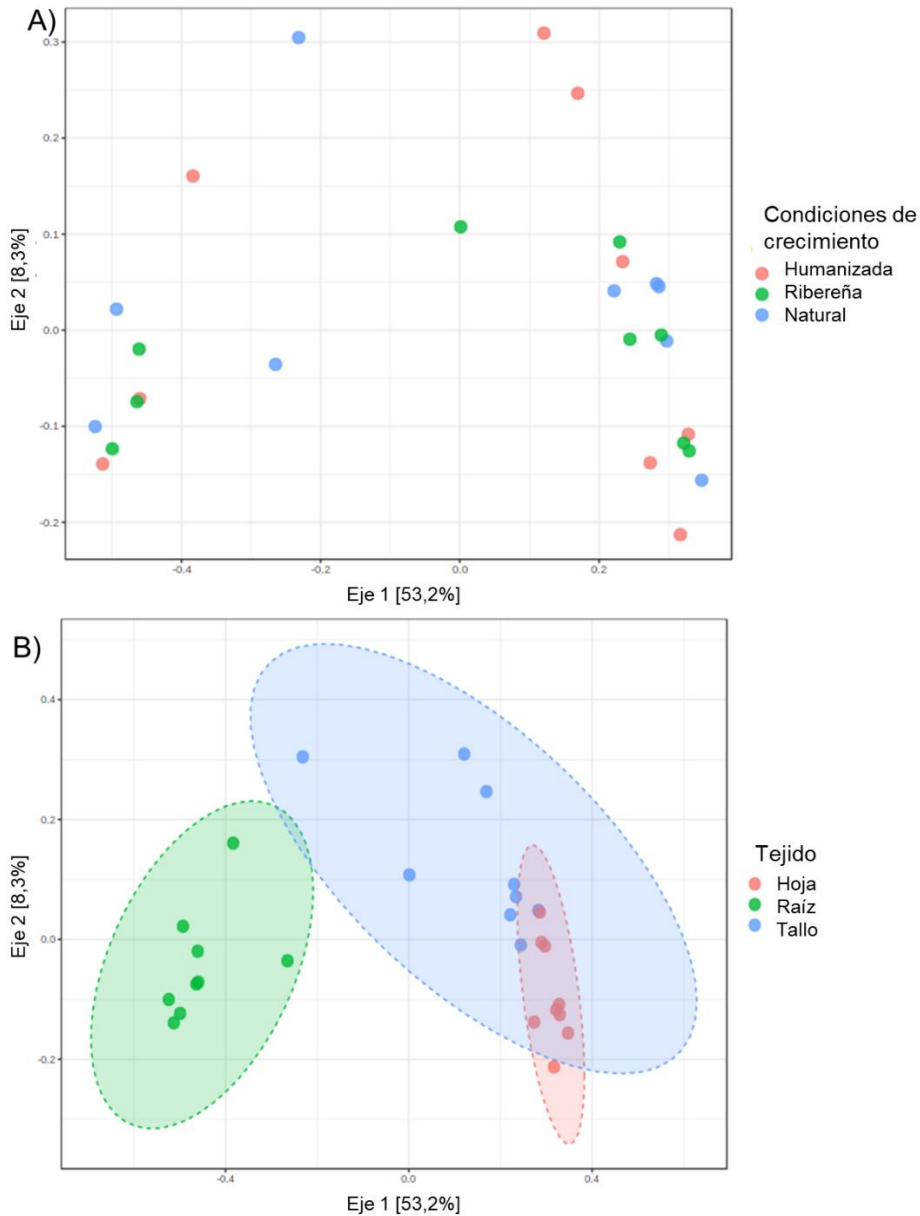 A)
0.3
0.2
0.1
0.0
-0.1
-0.2
Eje 2 [8,3%]
-0.4
-0.2
0.0
0.2
Eje 1 [53,2%]
Condiciones de
crecimiento
Humanizada
Ribereña
Natural
B)
0.4
0.2
0.0
-0.2
Eje 2 [8,3%]
-0.4
0.0
0.4
Eje 1 [53,2%]
Tejido
Hoja
Raíz
Tallo